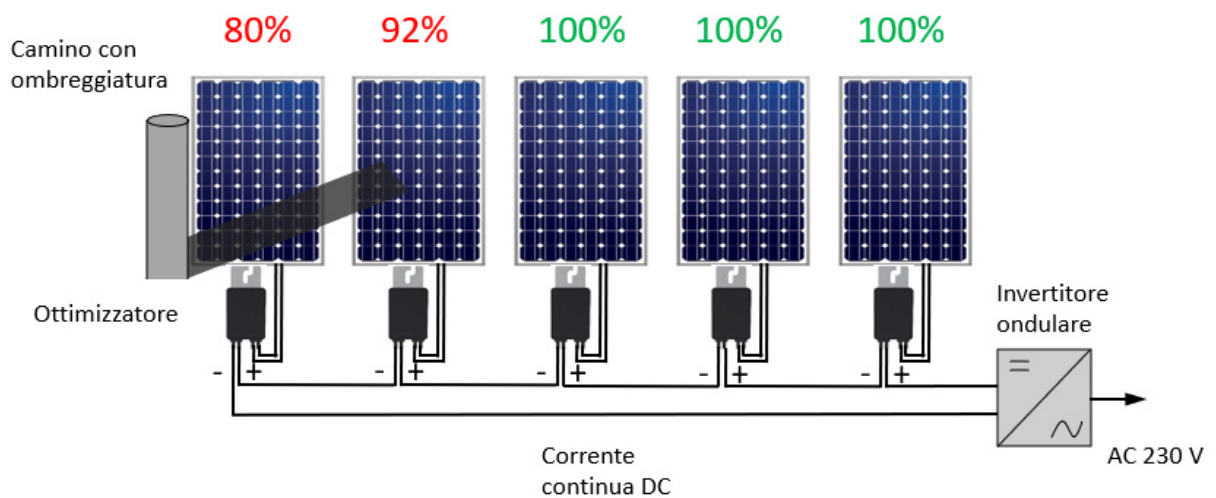 80% 92% 100% 100% 100%
Camino con
ombreggiatura
Ottimizzatore
Invertitore
ondulare
- + - + - + - + - +
Corrente
continua DC
AC 230 V